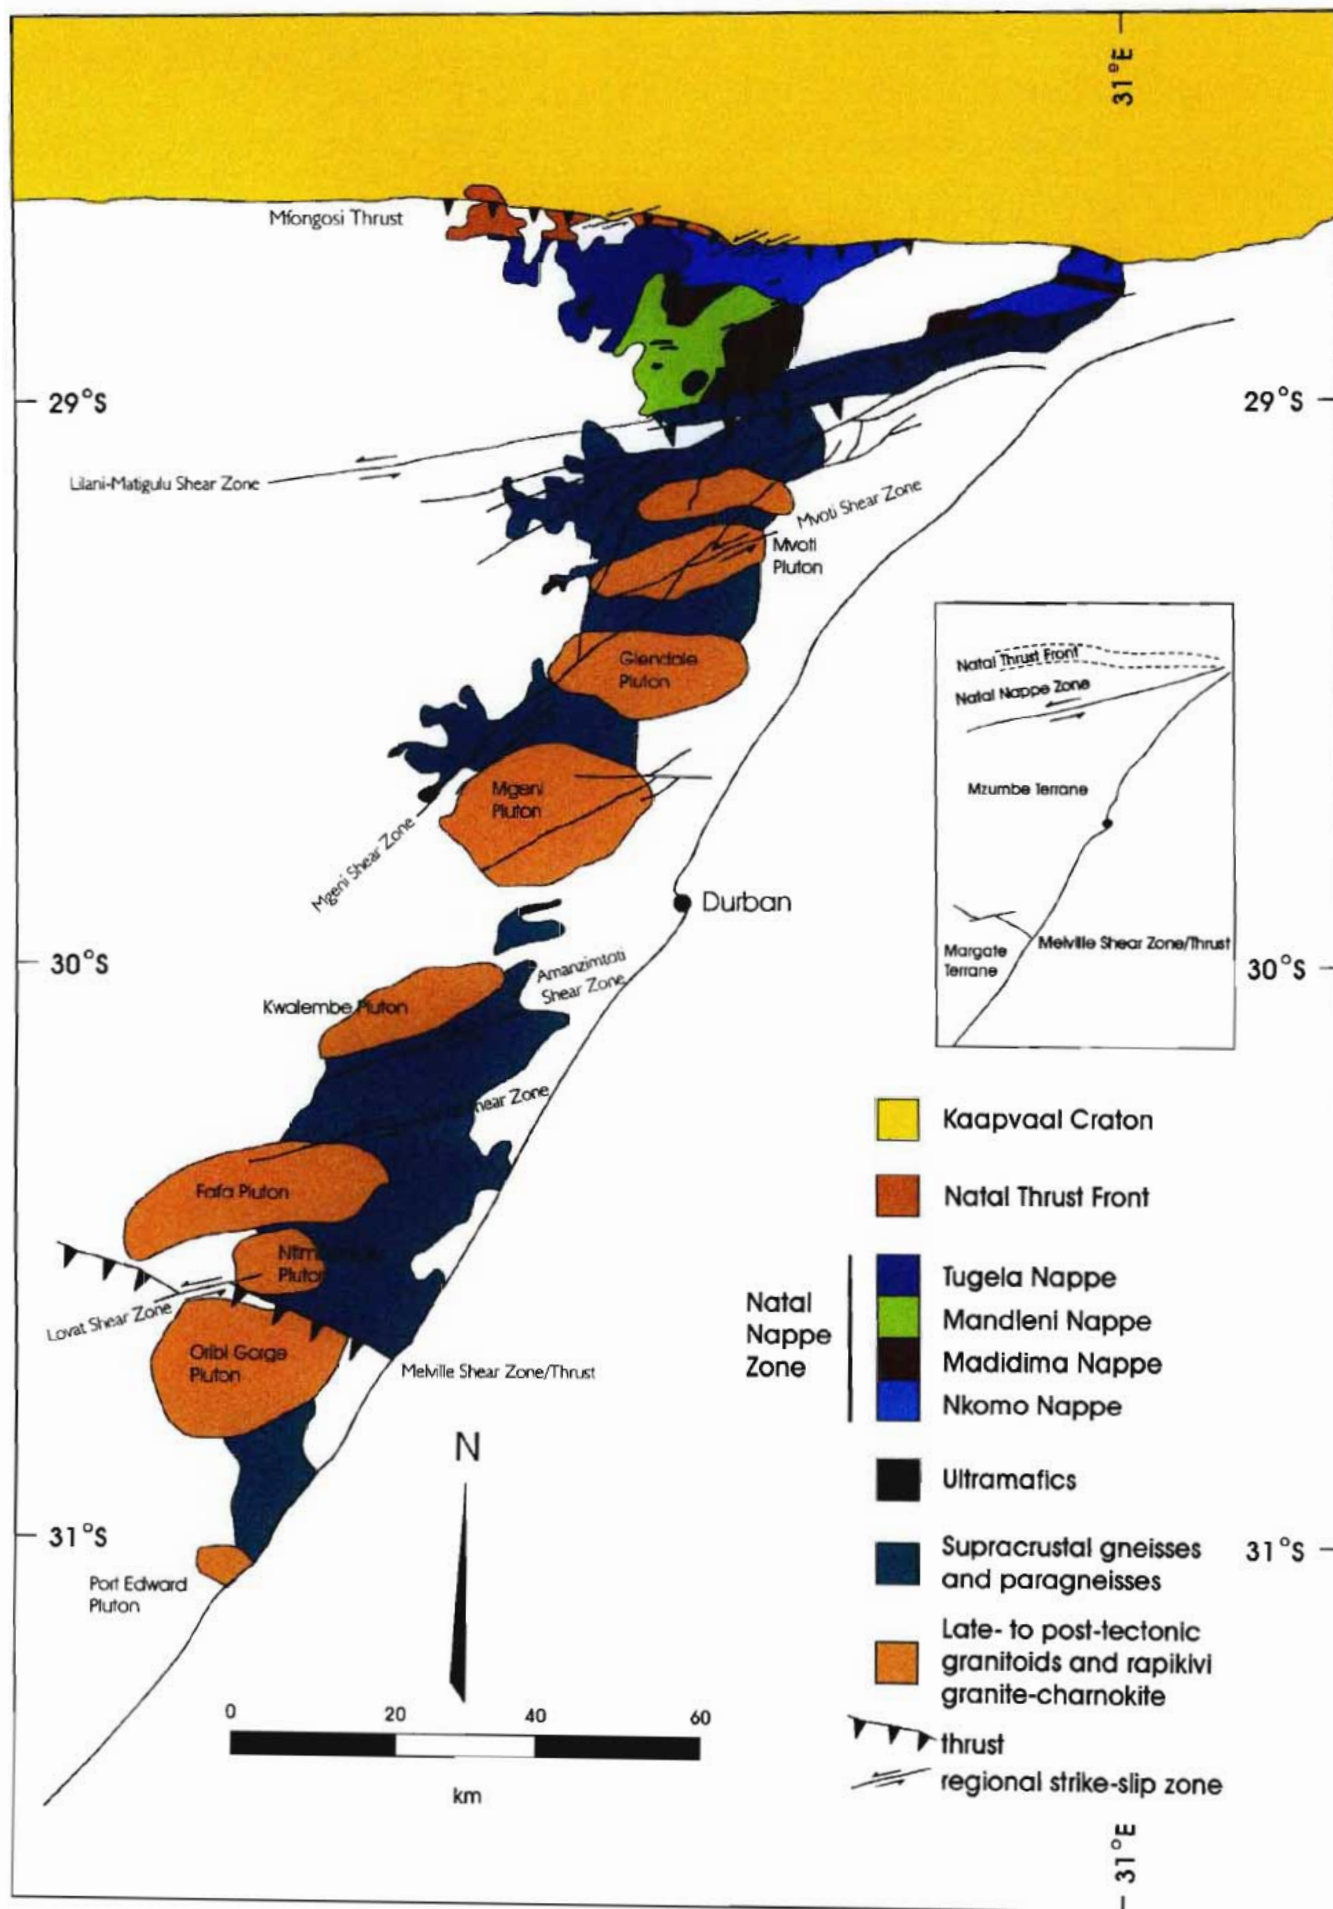 31°E
Mfongosi Thrust
29°S
29°S
Lilani-Matigulu Shear Zone
Mvoti Shear Zone
Mvoti
Pluton
Glendale
Pluton
Mgeni
Pluton
Mgeni Shear Zone
Durban
Natal Thrust Front
Natal Nappe Zone
Mzumbe Terrane
Melville Shear Zone/Thrust
Margate
Terrane
30°S
30°S
Amanzimtoti
Shear Zone
Kwalembe Pluton
Shear Zone
Fafa Pluton
Pluton
Lovat Shear Zone
Oribi Gorge
Pluton
Melville Shear Zone/Thrust
N
31°S
31°S
Port Edward
Pluton
0 20 40 60
km
Kaapvaal Craton
Natal Thrust Front
Natal
Nappe
Zone
Tugela Nappe
Mandleni Nappe
Madidima Nappe
Nkomo Nappe
Ultramafics
Supracrustal gneisses
and paragneisses
Late- to post-tectonic
granitoids and rapikivi
granite-charnokite
thrust
regional strike-slip zone
31°E